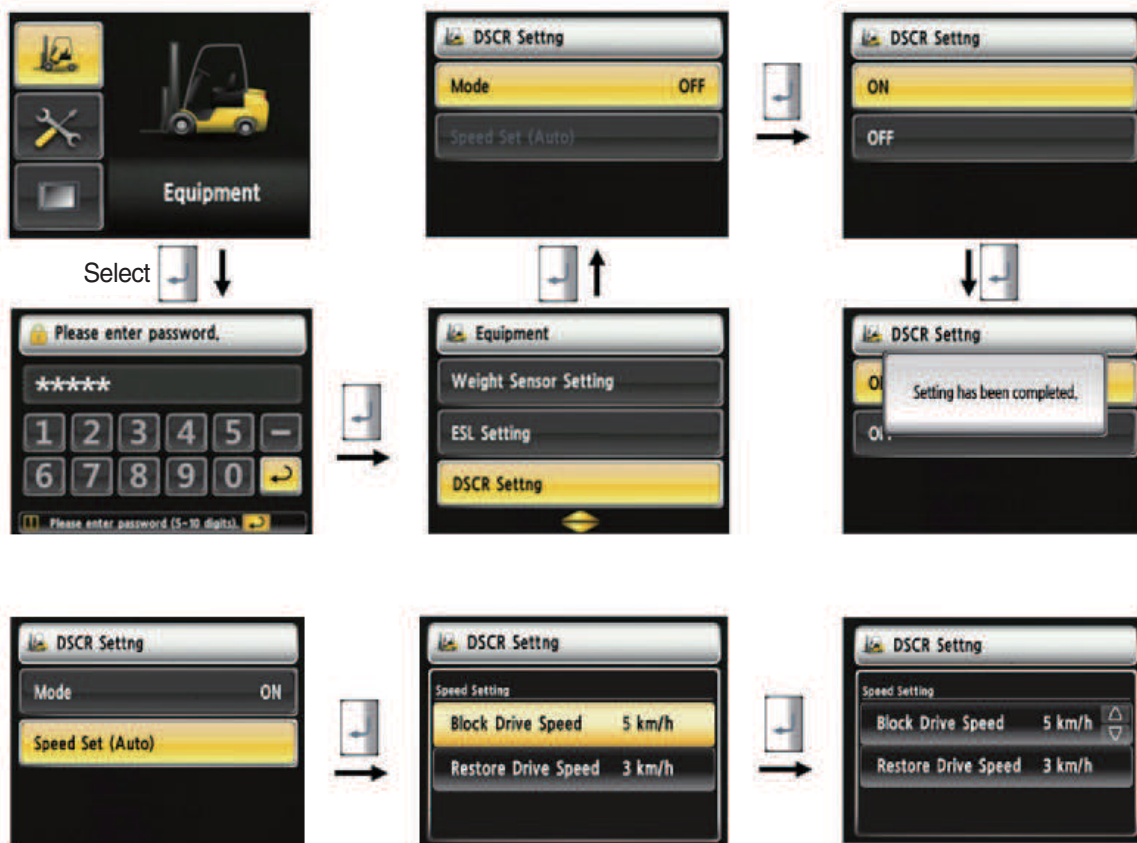 Equipment
Select
Please enter password,
*****
1 2 3 4 5 –
6 7 8 9 0
Please enter password (5-10 digits).
Equipment
Weight Sensor Setting
ESL Setting
DSCR Settng
DSCR Settng
Mode OFF
Speed Set (Auto)
DSCR Settng
ON
OFF
DSCR Settng
Setting has been completed,
DSCR Settng
Mode ON
Speed Set (Auto)
DSCR Settng
Speed Setting
Block Drive Speed 5 km/h
Restore Drive Speed 3 km/h
DSCR Settng
Speed Setting
Block Drive Speed 5 km/h
Restore Drive Speed 3 km/h